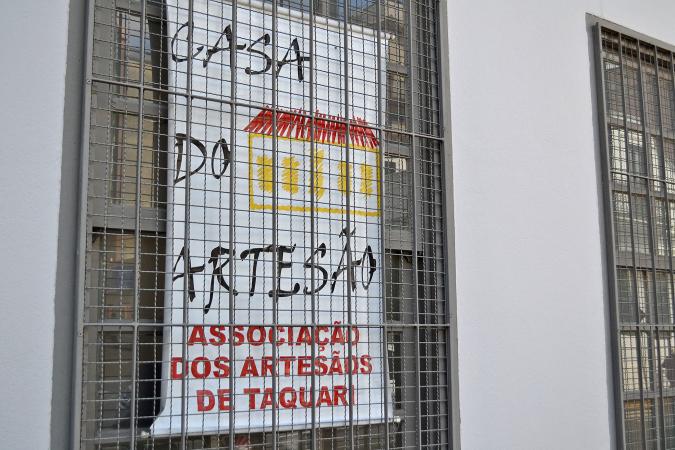 CASA
DO
ARTESÃO
ASSOCIAÇÃO
DOS ARTESÃOS
DE TAQUARI